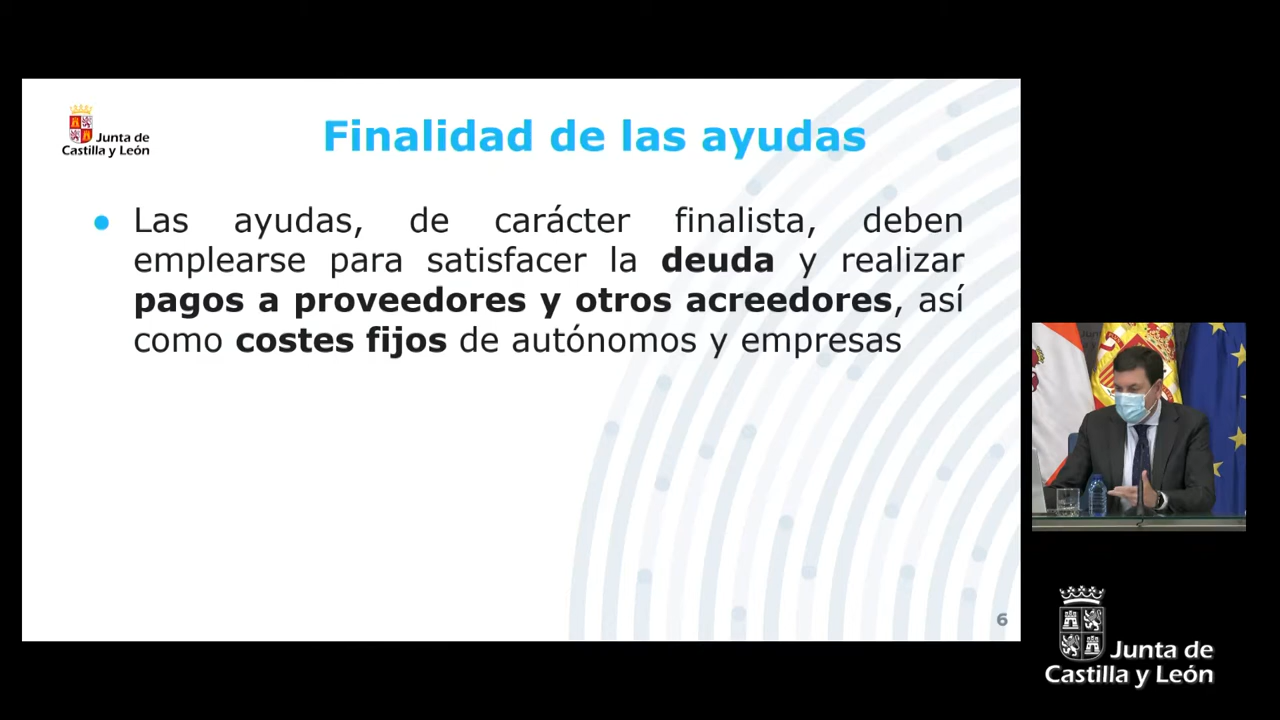 Junta de
Castilla y León
Finalidad de las ayudas
Las ayudas, de carácter finalista, deben
emplearse para satisfacer la deuda y realizar
pagos a proveedores y otros acreedores, así
como costes fijos de autónomos y empresas
6
Junta de
Castilla y León